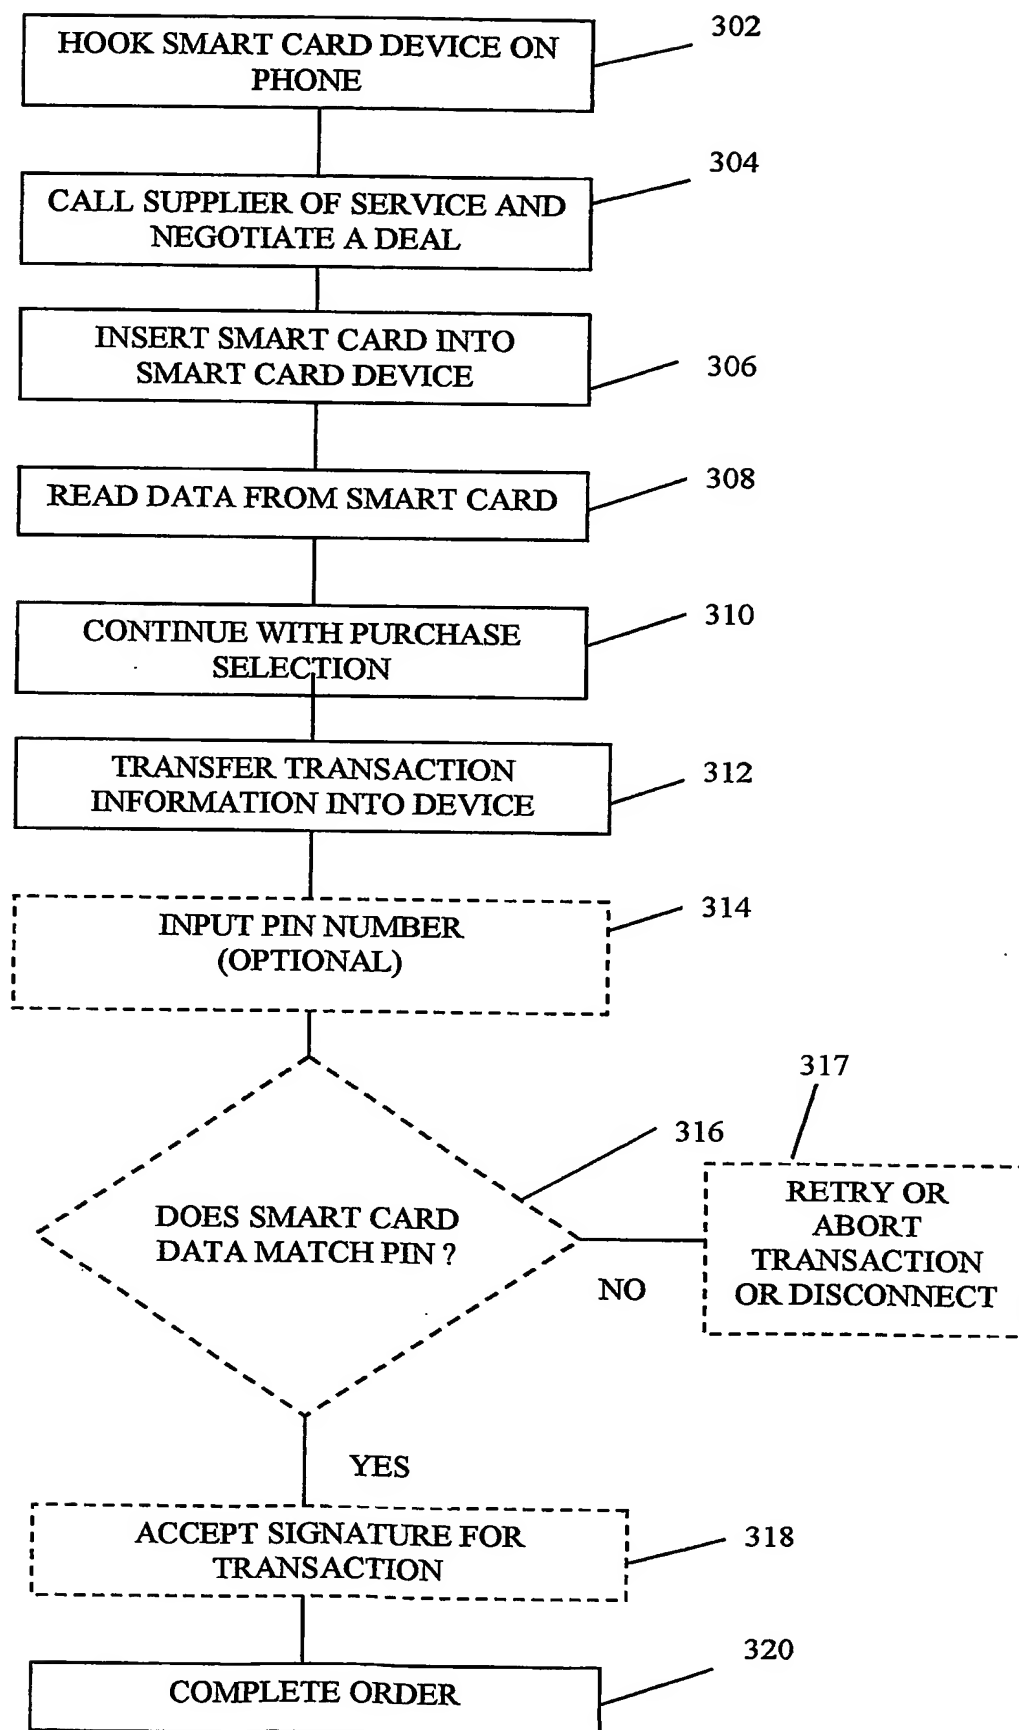 302
HOOK SMART CARD DEVICE ON
PHONE
304
CALL SUPPLIER OF SERVICE AND
NEGOTIATE A DEAL
INSERT SMART CARD INTO
SMART CARD DEVICE
306
308
READ DATA FROM SMART CARD
310
CONTINUE WITH PURCHASE
SELECTION
TRANSFER TRANSACTION
INFORMATION INTO DEVICE
312
INPUT PIN NUMBER
(OPTIONAL)
314
317
316
RETRY OR
ABORT
TRANSACTION
OR DISCONNECT
DOES SMART CARD
DATA MATCH PIN ?
NO
YES
ACCEPT SIGNATURE FOR
TRANSACTION
318
320
COMPLETE ORDER